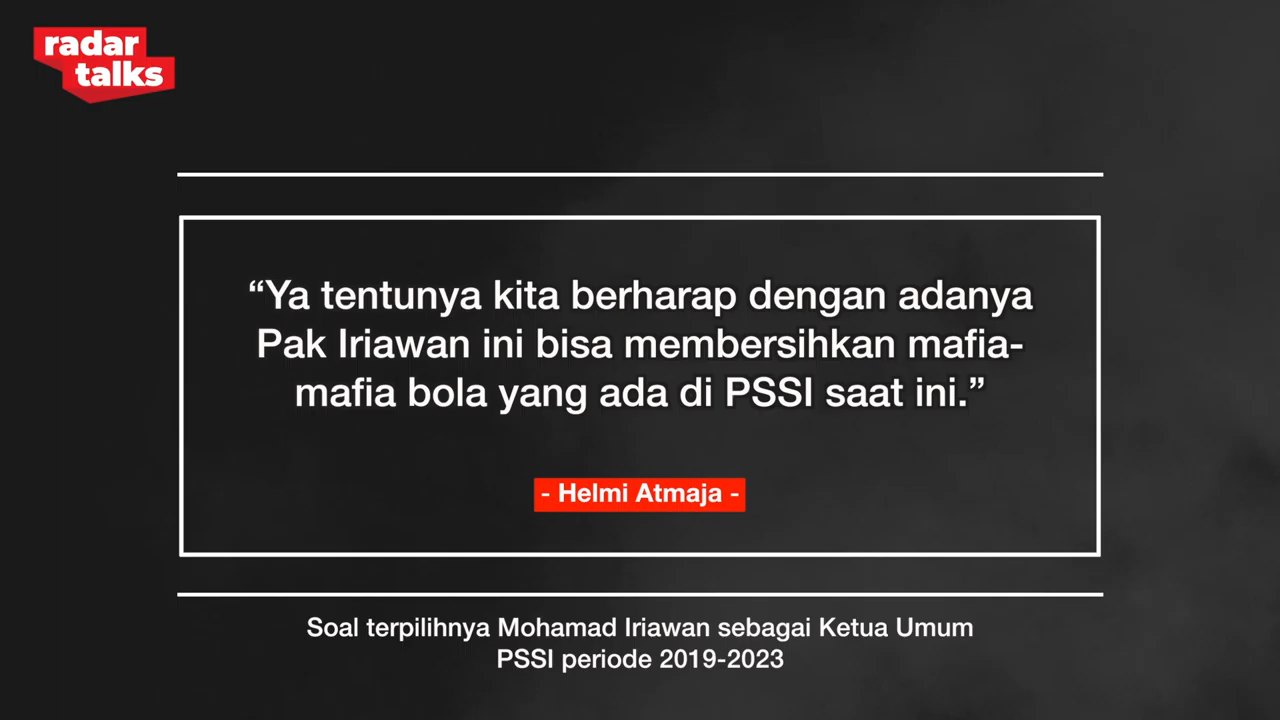 radar
talks
“Ya tentunya kita berharap dengan adanya
Pak Iriawan ini bisa membersihkan mafia-
mafia bola yang ada di PSSI saat ini.”
- Helmi Atmaja -
Soal terpilihnya Mohamad Iriawan sebagai Ketua Umum
PSSI periode 2019-2023